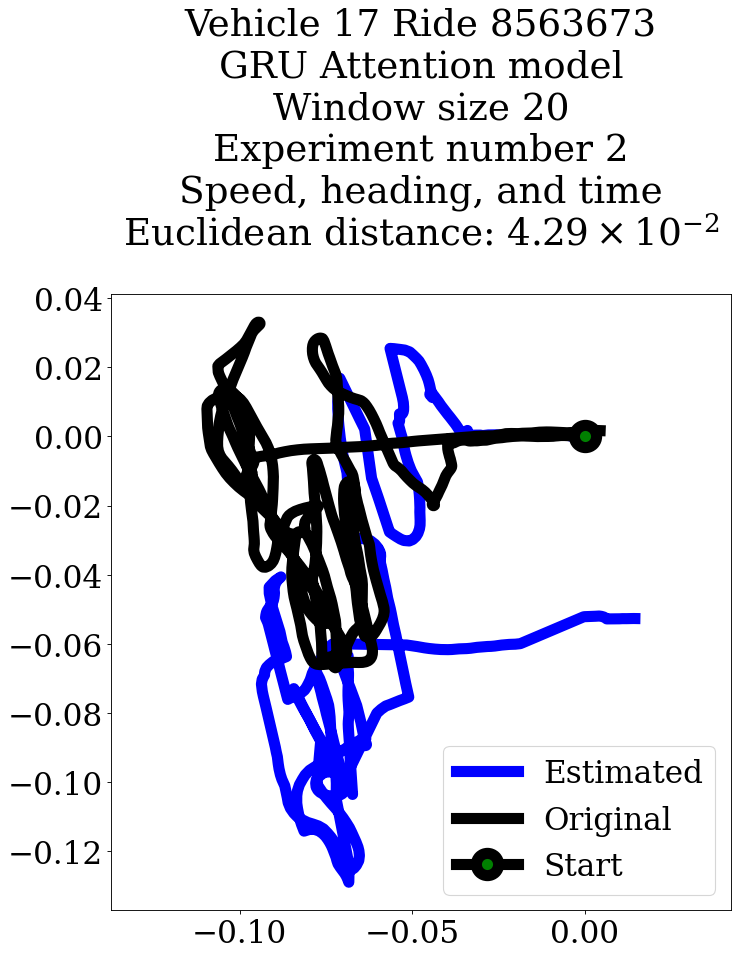 Vehicle 17 Ride 8563673
GRU Attention model
Window size 20
Experiment number 2
Speed, heading, and time
Euclidean distance: 4.29 × 10⁻²
0.04
0.02
0.00
−0.02
−0.04
−0.06
−0.08
−0.10
−0.12
Estimated
Original
Start
−0.10 −0.05 0.00